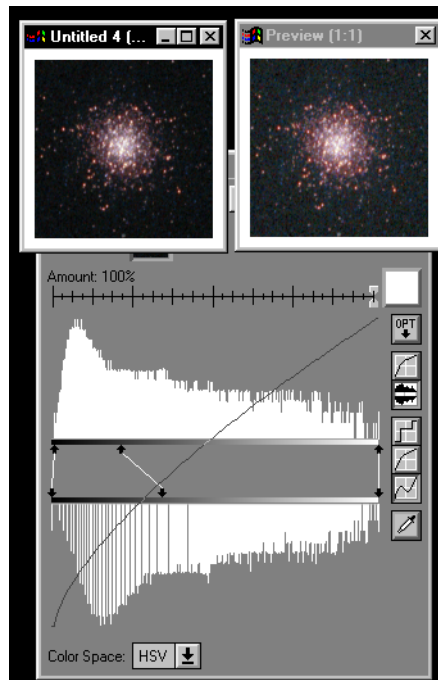 Untitled 4 (...
Preview (1:1)
Amount: 100%
OPT
Color Space: HSV